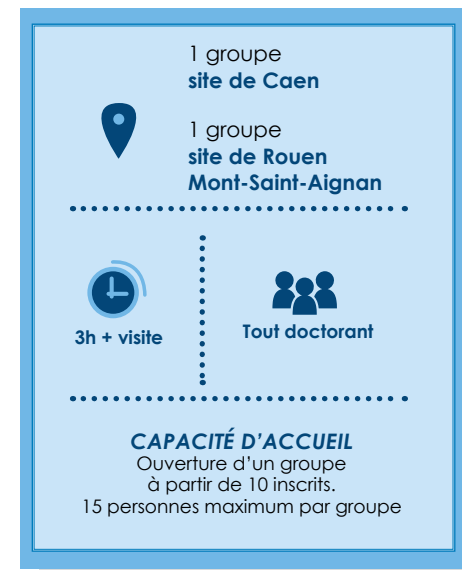 1 groupe
site de Caen
1 groupe
site de Rouen
Mont-Saint-Aignan
3h + visite
Tout doctorant
CAPACITÉ D’ACCUEIL
Ouverture d’un groupe
à partir de 10 inscrits.
15 personnes maximum par groupe